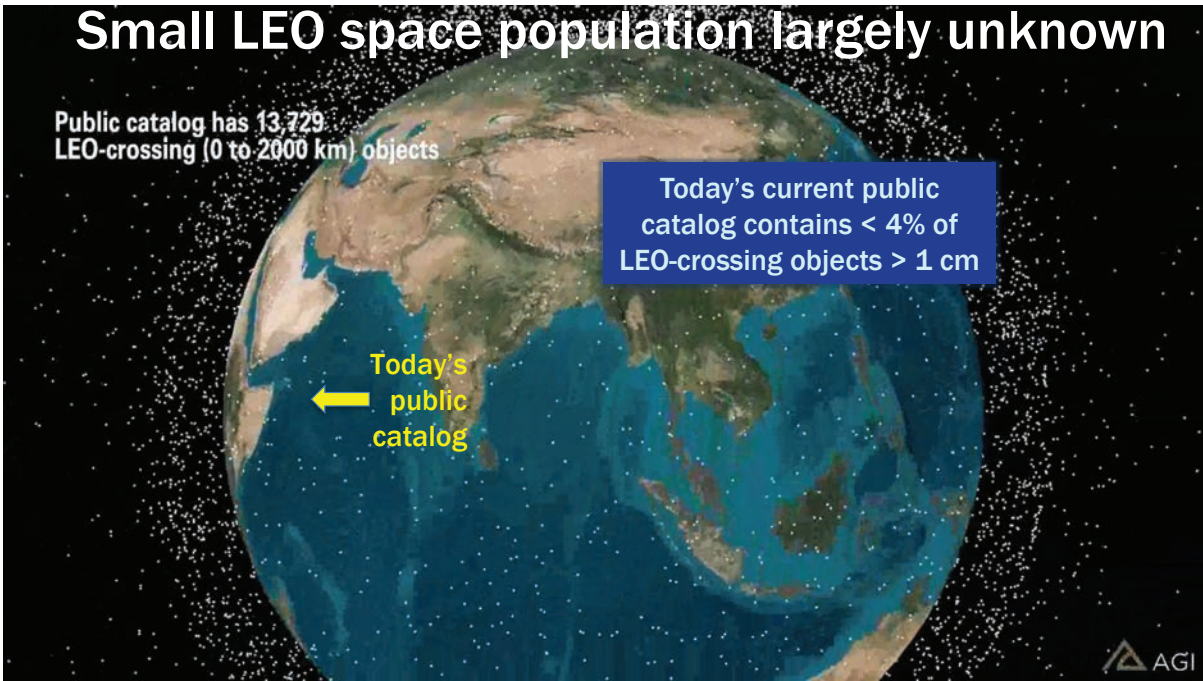 Small LEO space population largely unknown
Public catalog has 13,729
LEO-crossing (0 to 2000 km) objects
Today's current public
catalog contains < 4% of
LEO-crossing objects > 1 cm
Today's
public
catalog
AGI